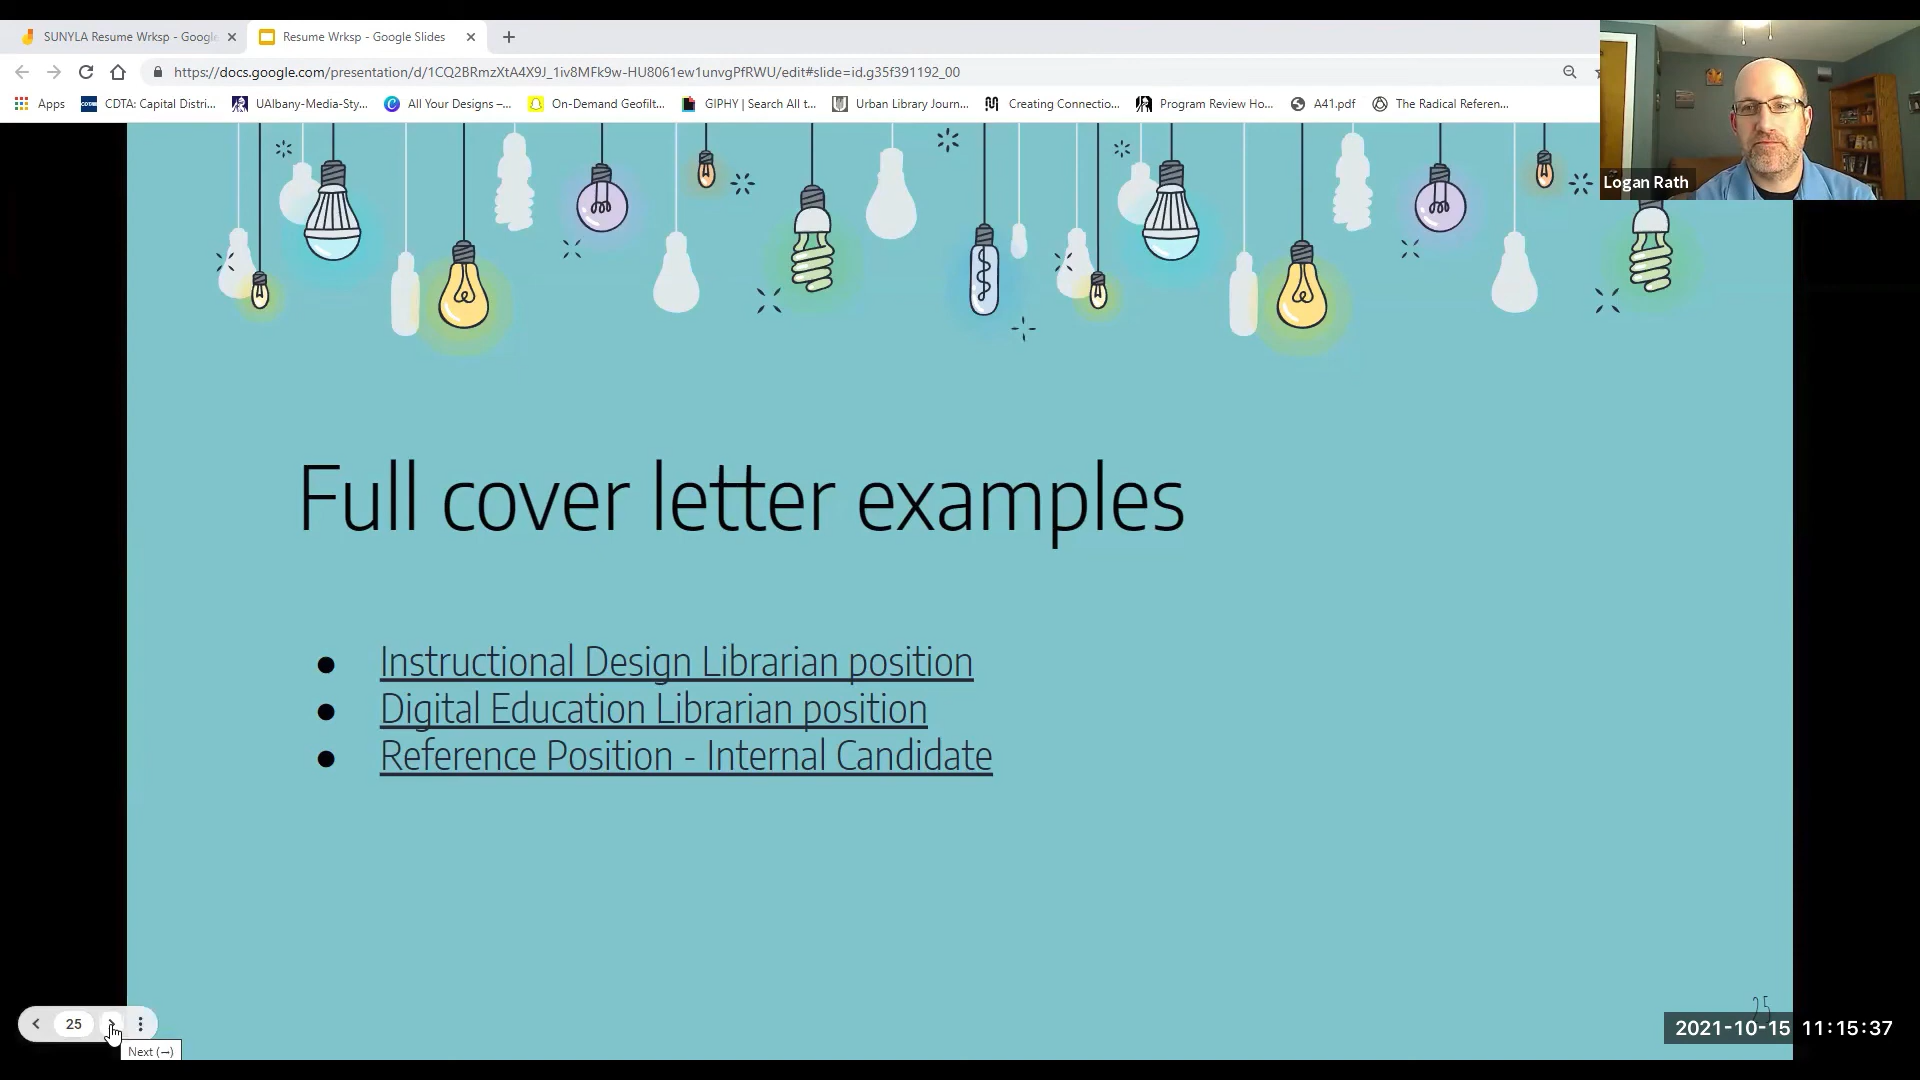 SUNYLA Resume Wrksp - Google
Resume Wrksp - Google Slides
https://docs.google.com/presentation/d/1CQ2BRmzXtA4X9J_1iv8MFk9w-HU8061ew1unvgPfRWU/edit#slide=id.g35f391192_00
Apps CDTA: Capital Distri... UAlbany-Media-Sty... All Your Designs –... On-Demand Geofilt... GIPHY | Search All t... Urban Library Journ... Creating Connectio... Program Review Ho... A41.pdf The Radical Referen...
Logan Rath
Full cover letter examples
● Instructional Design Librarian position
● Digital Education Librarian position
● Reference Position - Internal Candidate
25
25
Next (→)
2021-10-15 11:15:37